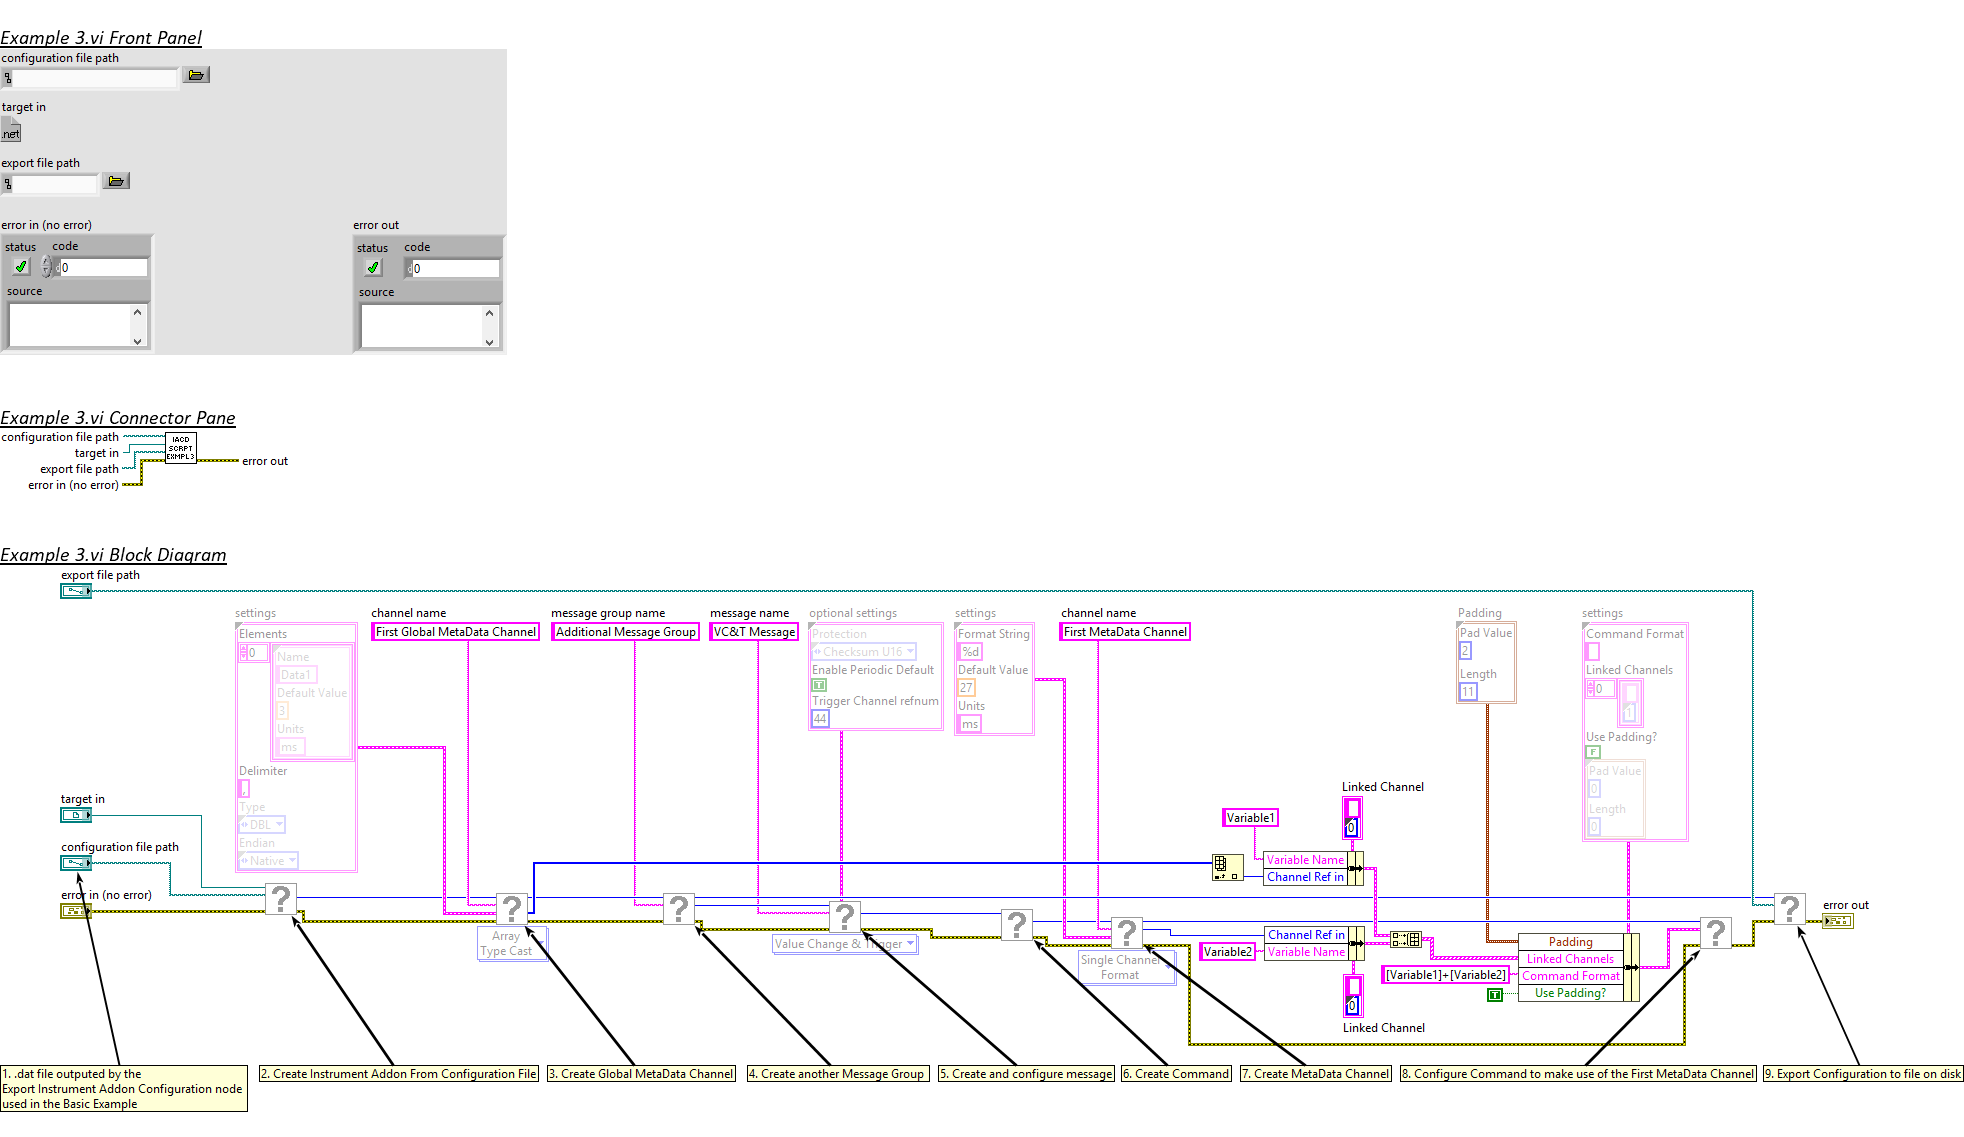 Example 3.vi Front Panel
configuration file path
target in
.net
export file path
error in (no error)
error out
status code
0
source
status code
0
source
Example 3.vi Connector Pane
configuration file path
target in
export file path
error in (no error)
IACD
SCRPT
EXMPL3
error out
Example 3.vi Block Diagram
export file path
settings
Elements
0
Name
Data1
Default Value
3
Units
ms
Delimiter
,
Type
DBL
Endian
Native
channel name
First Global MetaData Channel
message group name
Additional Message Group
message name
VC&T Message
optional settings
Protection
Checksum U16
Enable Periodic Default
T
Trigger Channel refnum
44
settings
Format String
%d
Default Value
27
Units
ms
channel name
First MetaData Channel
Padding
Pad Value
2
Length
11
settings
Command Format
Linked Channels
0
i
Use Padding?
F
Pad Value
0
Length
0
target in
configuration file path
error in (no error)
?
Array
Type Cast
?
?
?
Value Change & Trigger
?
?
Single Channel
Format
Linked Channel
0
Variable1
Variable Name
Channel Ref in
Channel Ref in
Variable Name
Variable2
0
Linked Channel
[Variable1]+[Variable2]
T
Padding
Linked Channels
Command Format
Use Padding?
?
?
error out
1. .dat file outputed by the
Export Instrument Addon Configuration node
used in the Basic Example
2. Create Instrument Addon From Configuration File
3. Create Global MetaData Channel
4. Create another Message Group
5. Create and configure message
6. Create Command
7. Create MetaData Channel
8. Configure Command to make use of the First MetaData Channel
9. Export Configuration to file on disk